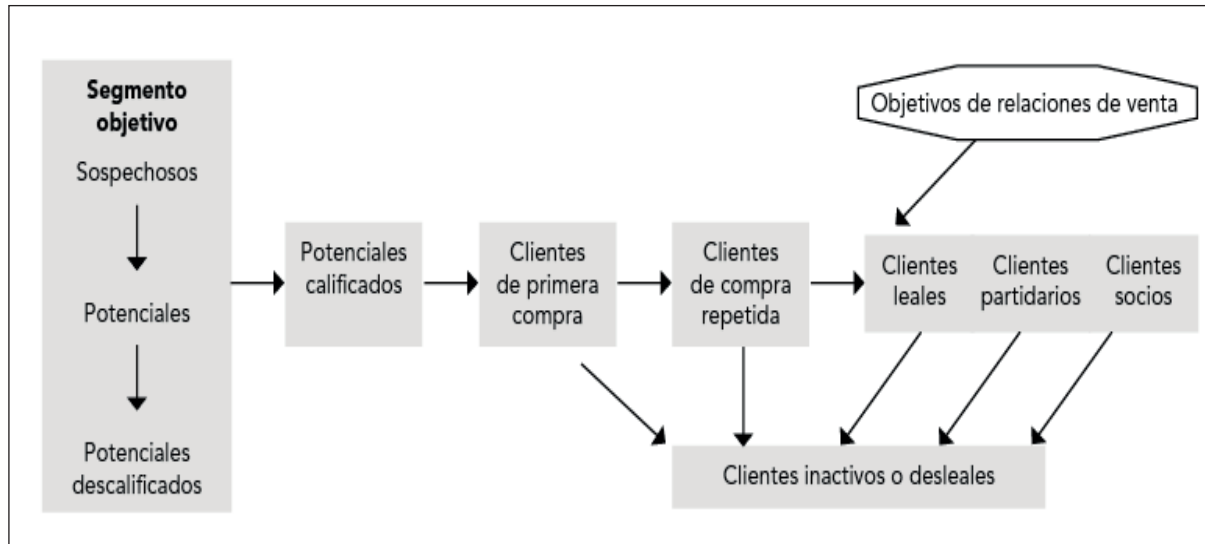 Segmento
objetivo
Sospechosos
Potenciales
Potenciales
descalificados
Potenciales
calificados
Clientes
de primera
compra
Clientes
de compra
repetida
Objetivos de relaciones de venta
Clientes
leales
Clientes
partidarios
Clientes
socios
Clientes inactivos o desleales